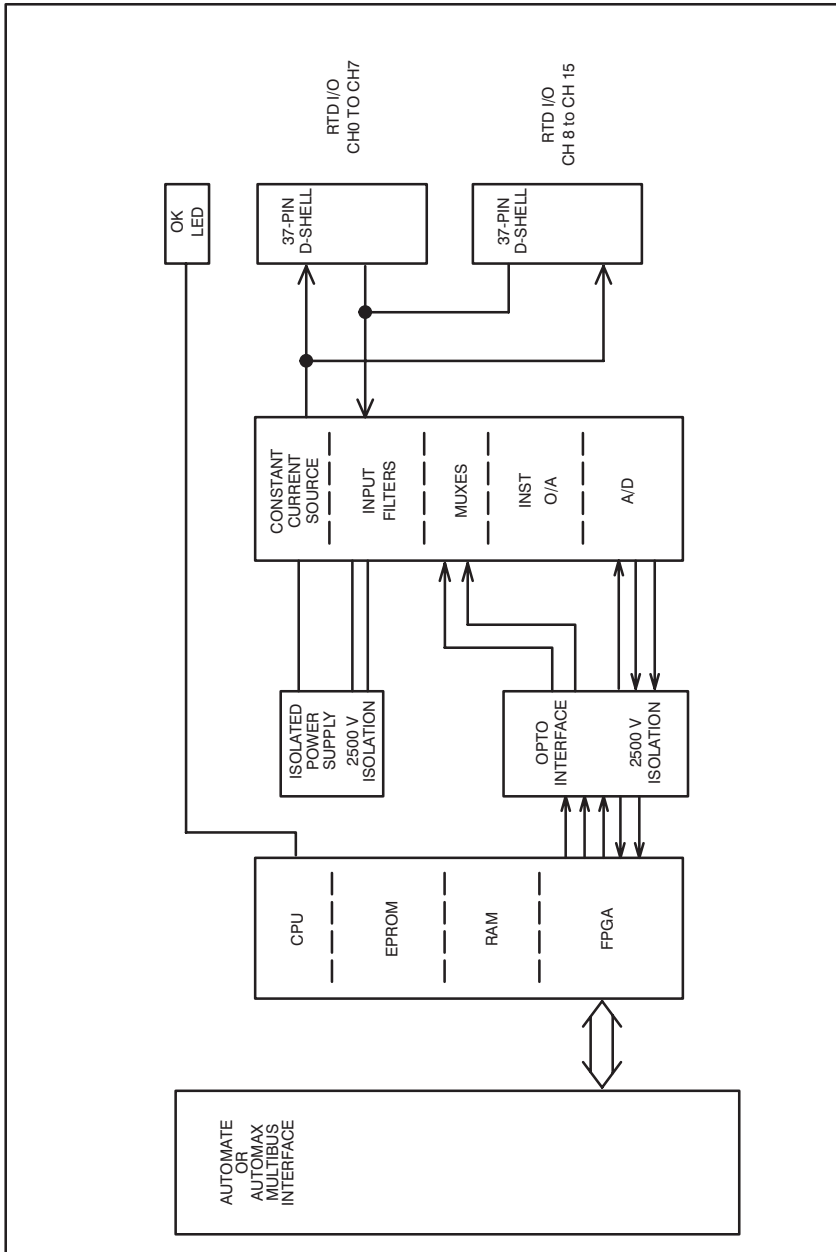 AUTOMATE
OR
AUTOMAX
MULTIBUS
INTERFACE
CPU
EPROM
RAM
FPGA
ISOLATED
POWER
SUPPLY
2500 V
ISOLATION
OPTO
INTERFACE
2500 V
ISOLATION
CONSTANT
CURRENT
SOURCE
INPUT
FILTERS
MUXES
INST
O/A
A/D
OK
LED
37-PIN
D-SHELL
37-PIN
D-SHELL
RTD I/O
CH0 TO CH7
RTD I/O
CH 8 to CH 15